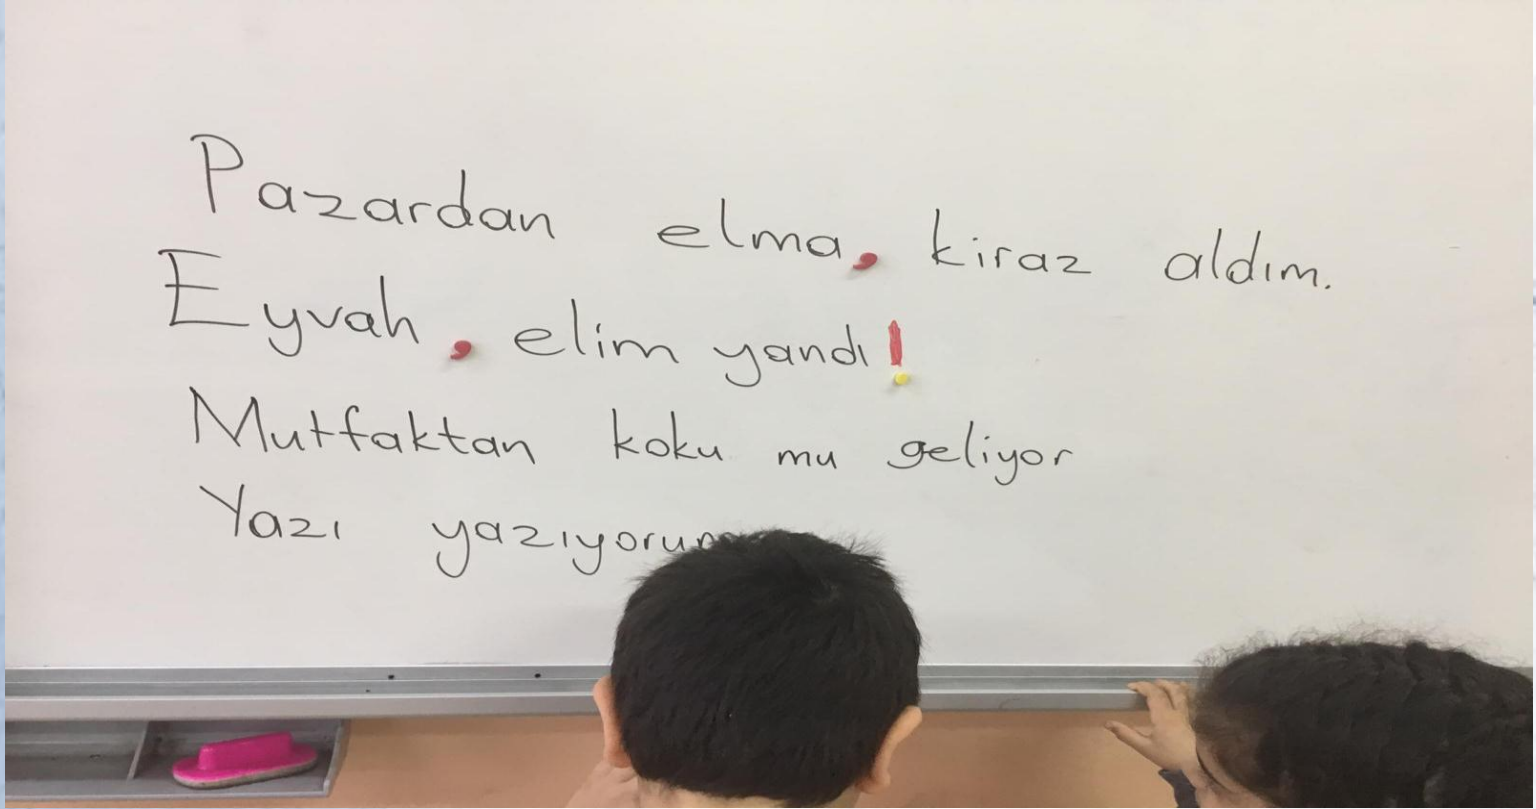 Pazardan elma, kiraz aldım.
Eyvah, elim yandı!
Mutfaktan koku mu geliyor
Yazı